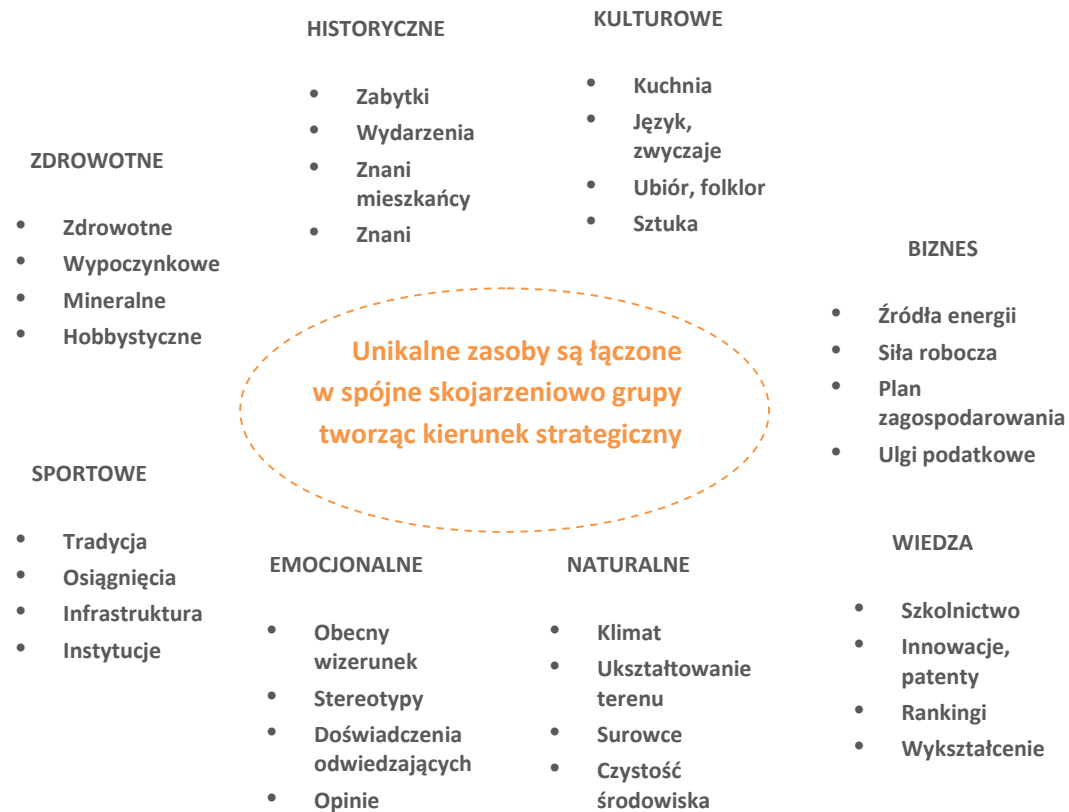 HISTORYCZNE
• Zabytki
• Wydarzenia
• Znani
mieszkańcy
• Znani
KULTUROWE
• Kuchnia
• Język,
zwyczaje
• Ubiór, folklor
• Sztuka
ZDROWOTNE
• Zdrowotne
• Wypoczynkowe
• Mineralne
• Hobbystyczne
BIZNES
• Źródła energii
• Siła robocza
• Plan
zagospodarowania
• Ulgi podatkowe
Unikalne zasoby są łączone
w spójne skojarzeniowo grupy
tworząc kierunek strategiczny
SPORTOWE
• Tradycja
• Osiągnięcia
• Infrastruktura
• Instytucje
EMOCJONALNE
• Obecny
wizerunek
• Stereotypy
• Doświadczenia
odwiedzających
• Opinie
NATURALNE
• Klimat
• Ukształtowanie
terenu
• Surowce
• Czystość
środowiska
WIEDZA
• Szkolnictwo
• Innowacje,
patenty
• Rankingi
• Wykształcenie